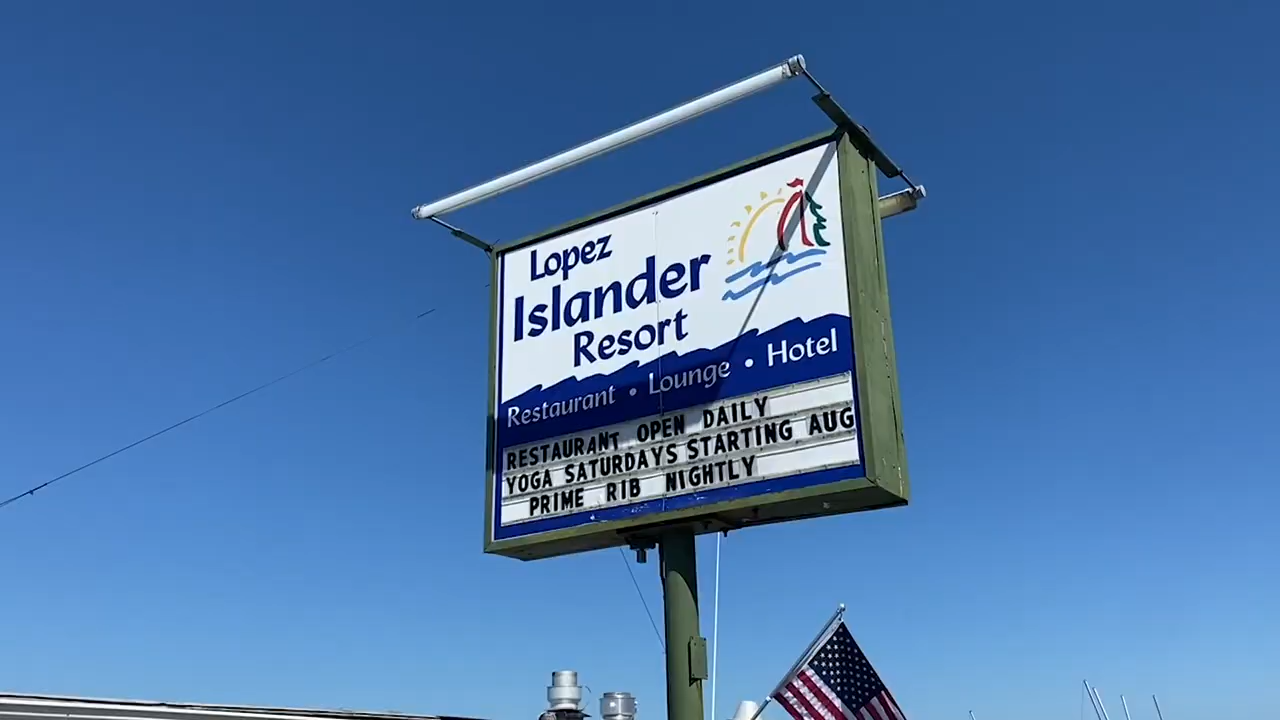 Lopez
Islander
Resort
Restaurant • Lounge • Hotel
RESTAURANT OPEN DAILY
YOGA SATURDAYS STARTING AUG
PRIME RIB NIGHTLY